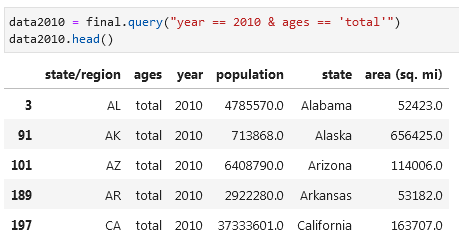 data2010 = final.query("year == 2010 & ages == 'total'")
data2010.head()
state/region ages year population state area (sq. mi)
3 AL total 2010 4785570.0 Alabama 52423.0
91 AK total 2010 713868.0 Alaska 656425.0
101 AZ total 2010 6408790.0 Arizona 114006.0
189 AR total 2010 2922280.0 Arkansas 53182.0
197 CA total 2010 37333601.0 California 163707.0